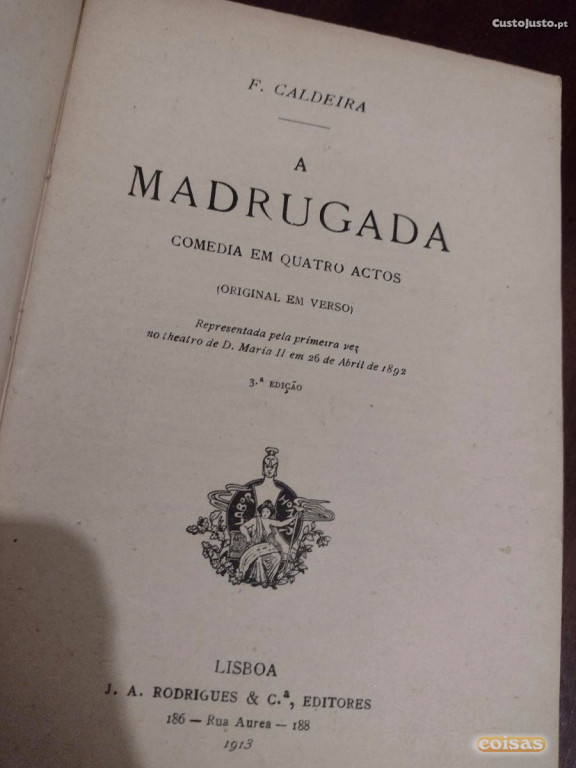 CustoJusto.pt
F. CALDEIRA
A
MADRUGADA
COMEDIA EM QUATRO ACTOS
(ORIGINAL EM VERSO)
Representada pela primeira vez
no theatro de D. Maria II em 26 de Abril de 1892
3.ª EDIÇÃO
LABOR
LISBOA
J. A. RODRIGUES & C.ª, EDITORES
186 — Rua Aurea — 188
1913
coisas